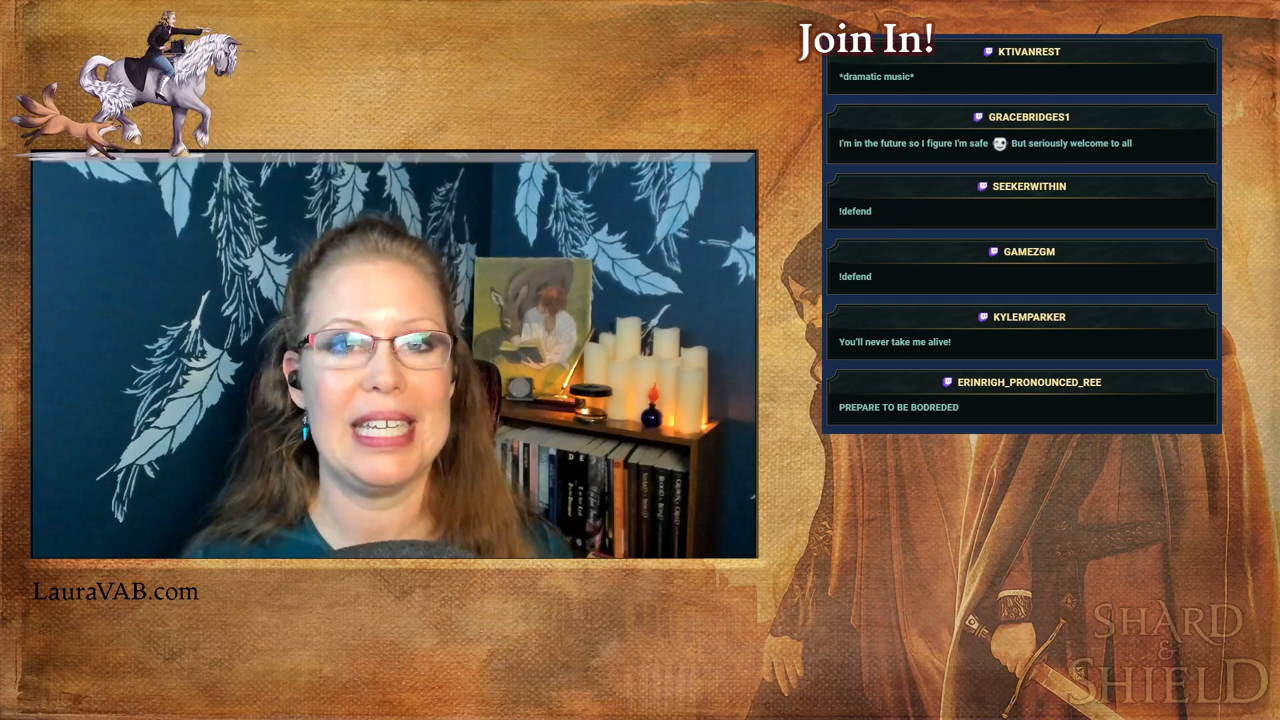 Join In!
KTIVANREST
*dramatic music*
GRACEBRIDGES1
I'm in the future so I figure I'm safe But seriously welcome to all
SEEKERWITHIN
!defend
GAMEZGM
!defend
KYLEMPARKER
You'll never take me alive!
ERINRIGH_PRONOUNCED_REE
PREPARE TO BE BODREDED
LauraVAB.com
SHARD
&
SHIELD